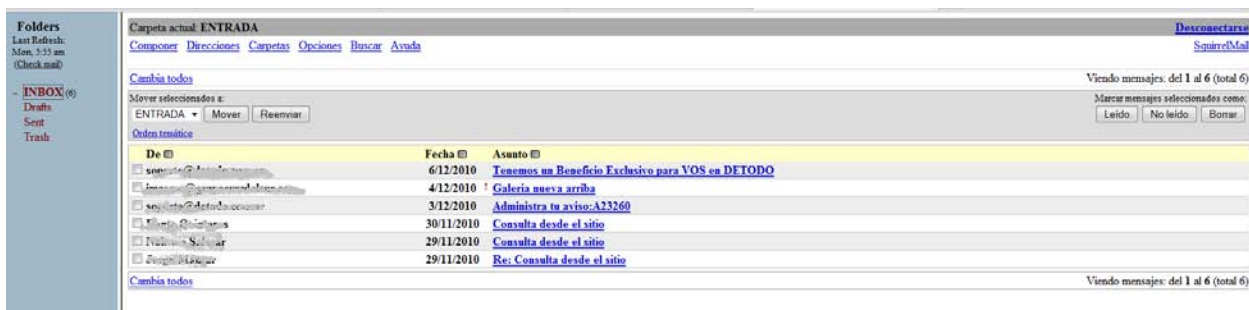 Folders
Last Refresh:
Mon, 3:55 am
(Check mail)
- INBOX (6)
Drafts
Sent
Trash
Carpeta actual: ENTRADA
Desconectarse
Componer Direcciones Carpetas Opciones Buscar Ayuda
SquirrelMail
Cambia todos
Viendo mensajes: del 1 al 6 (total 6)
Mover seleccionados a:
Marcar mensajes seleccionados como:
ENTRADA Mover Reenviar
Leído No leído Borrar
Orden temático
De Fecha Asunto
6/12/2010 Tenemos un Beneficio Exclusivo para VOS en DETODO
4/12/2010 ! Galeria nueva arriba
3/12/2010 Administra tu aviso:A23260
30/11/2010 Consulta desde el sitio
29/11/2010 Consulta desde el sitio
29/11/2010 Re: Consulta desde el sitio
Cambia todos
Viendo mensajes: del 1 al 6 (total 6)